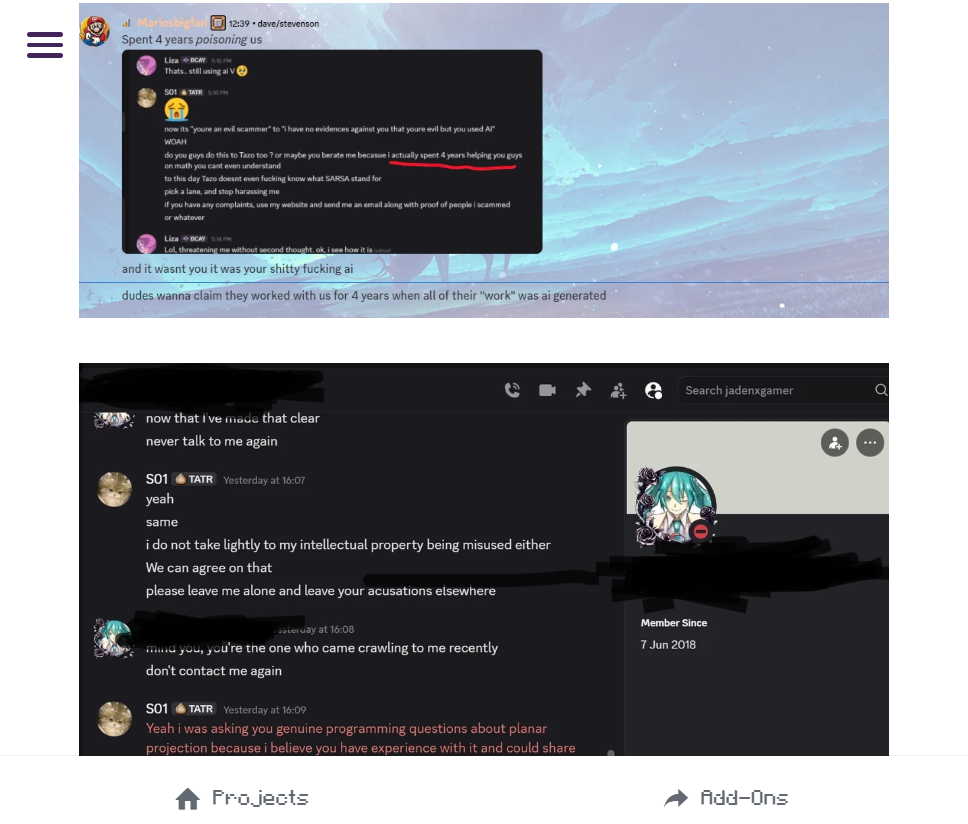 Mariosbigfan 12:39 • dave/stevenson
Spent 4 years poisoning us
Liza BCAY 5:10 PM
Thats.. still using ai V
S01 TATR 5:10 PM
now its "youre an evil scammer" to "i have no evidences against you that youre evil but you used AI"
WOAH
do you guys do this to Tazo too ? or maybe you berate me becasue i actually spent 4 years helping you guys
on math you cant even understand
to this day Tazo doesnt even fucking know what SARSA stand for
pick a lane, and stop harassing me
if you have any complaints, use my website and send me an email along with proof of people i scammed
or whatever
Liza BCAY 5:14 PM
Lol, threatening me without second thought. ok, i see how it is (edited)
and it wasnt you it was your shitty fucking ai
dudes wanna claim they worked with us for 4 years when all of their "work" was ai generated
Search jadenxgamer
now that I've made that clear
never talk to me again
S01 TATR Yesterday at 16:07
yeah
same
i do not take lightly to my intellectual property being misused either
We can agree on that
please leave me alone and leave your acusations elsewhere
Member Since
7 Jun 2018
yesterday at 16:08
mind you, you're the one who came crawling to me recently
don't contact me again
S01 TATR Yesterday at 16:09
Yeah i was asking you genuine programming questions about planar
projection because i believe you have experience with it and could share
Projects
Add-Ons